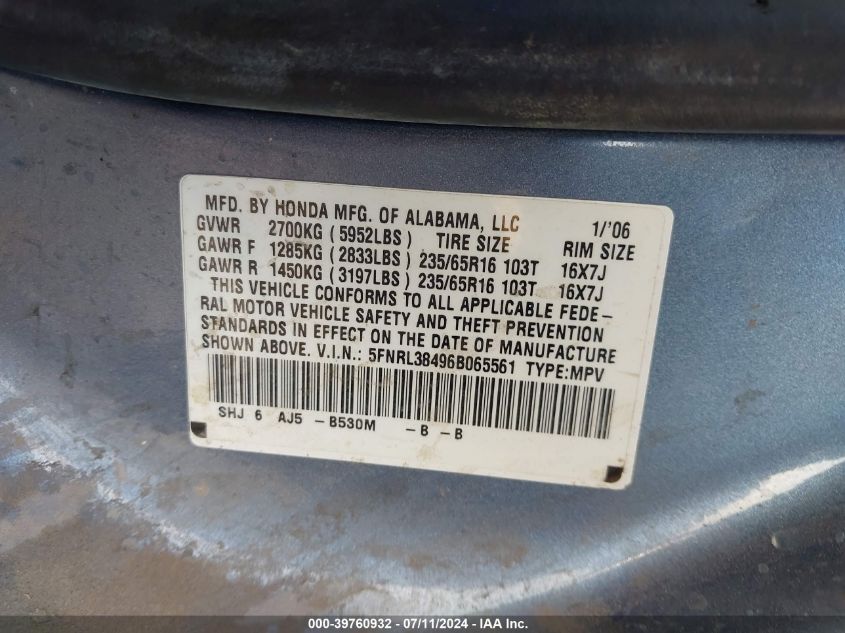 MFD. BY HONDA MFG. OF ALABAMA, LLC 1/'06
GVWR 2700KG (5952LBS) TIRE SIZE RIM SIZE
GAWR F 1285KG (2833LBS) 235/65R16 103T 16X7J
GAWR R 1450KG (3197LBS) 235/65R16 103T 16X7J
THIS VEHICLE CONFORMS TO ALL APPLICABLE FEDE-
RAL MOTOR VEHICLE SAFETY AND THEFT PREVENTION
STANDARDS IN EFFECT ON THE DATE OF MANUFACTURE
SHOWN ABOVE. V.I.N.: 5FNRL38496B065561 TYPE:MPV
SHJ 6 AJ5 -B530M -B -B
000-39760932 - 07/11/2024 - IAA Inc.